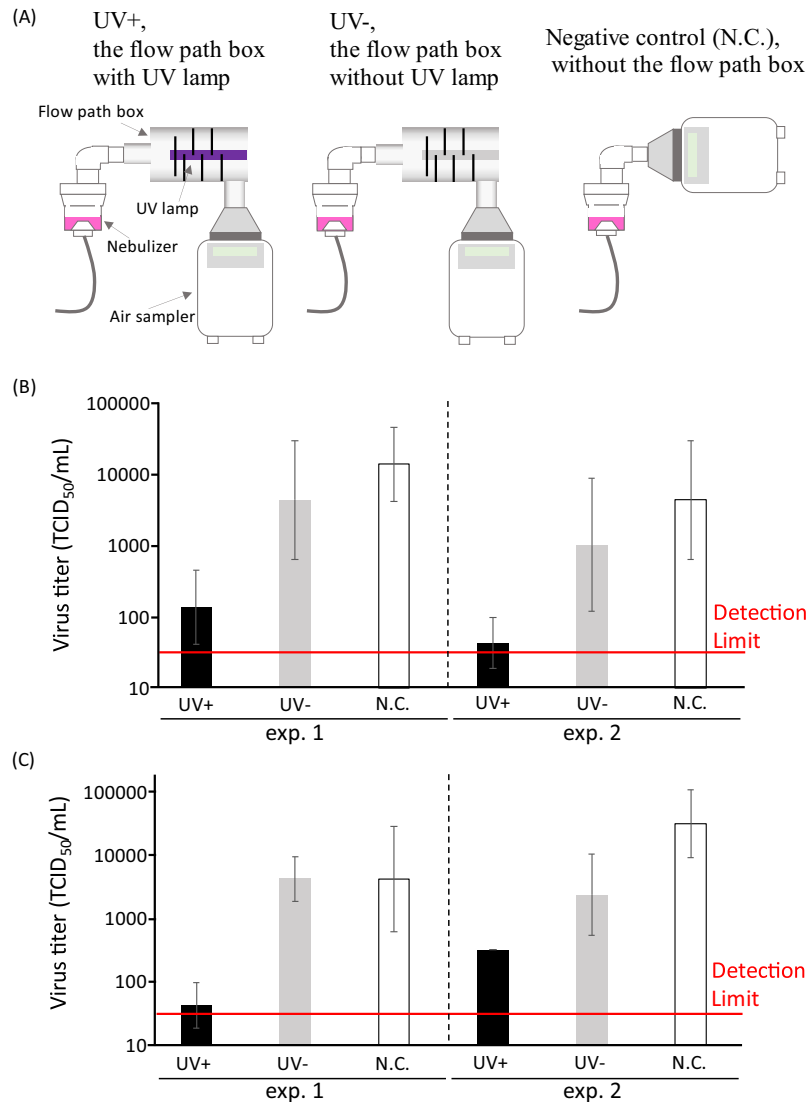 (A)
UV+,
the flow path box
with UV lamp
UV-,
the flow path box
without UV lamp
Negative control (N.C.),
without the flow path box
Flow path box
UV lamp
Nebulizer
Air sampler
(B)
Virus titer (TCID50/mL)
100000
10000
1000
100
10
Detection
Limit
UV+ UV- N.C. UV+ UV- N.C.
exp. 1 exp. 2
(C)
Virus titer (TCID50/mL)
100000
10000
1000
100
10
Detection
Limit
UV+ UV- N.C. UV+ UV- N.C.
exp. 1 exp. 2